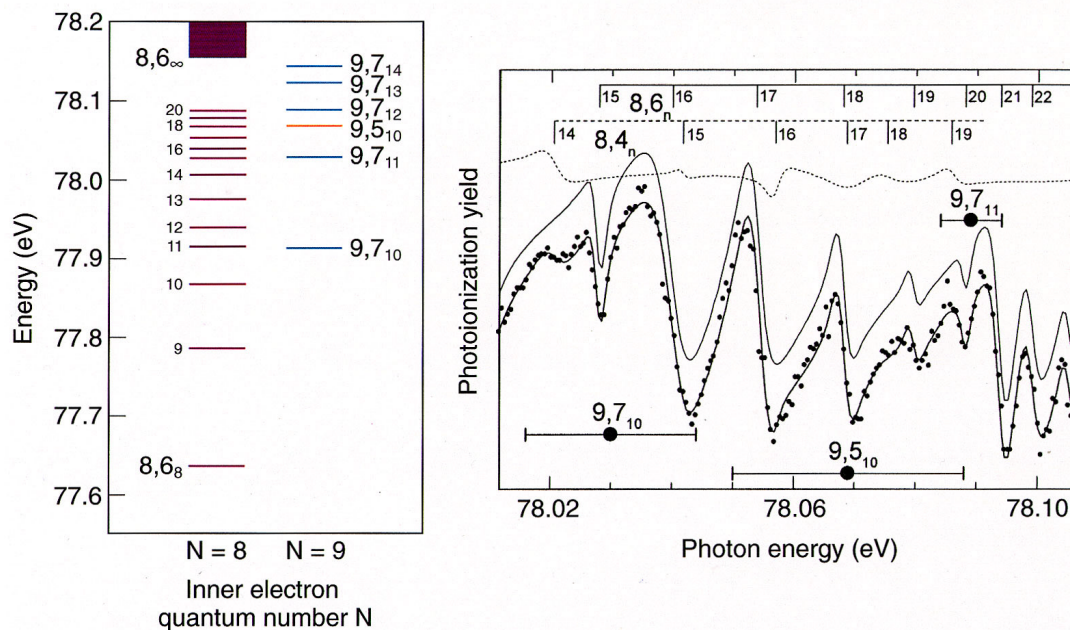 78.2
78.1
78.0
77.9
77.8
77.7
77.6
Energy (eV)
8,6∞
20
18
16
14
13
12
11
10
9
8,6₈
9,7₁₄
9,7₁₃
9,7₁₂
9,5₁₀
9,7₁₁
9,7₁₀
N = 8 N = 9
Inner electron
quantum number N
Photoionization yield
15 16 17 18 19 20 21 22
8,6ₙ
14 15 16 17 18 19
8,4ₙ
9,7₁₁
9,7₁₀
9,5₁₀
78.02 78.06 78.10
Photon energy (eV)